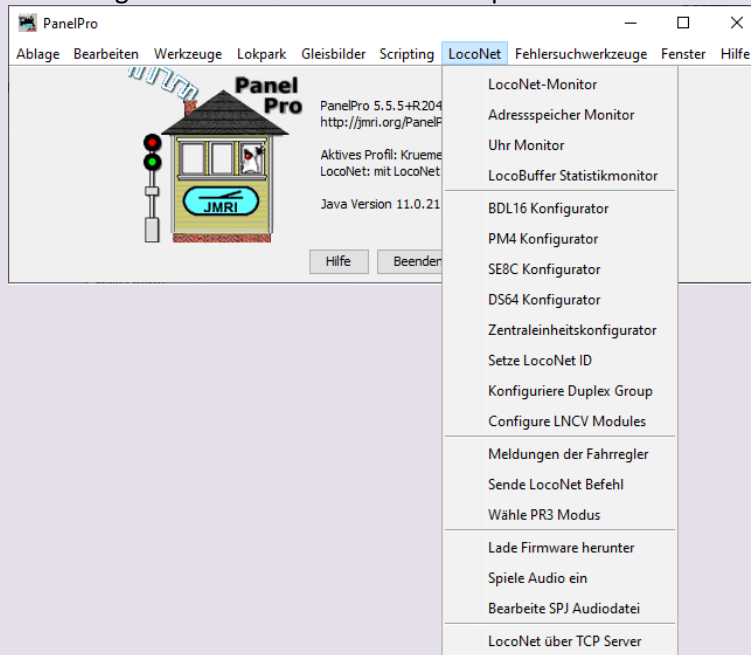 PanelPro
Ablage Bearbeiten Werkzeuge Lokpark Gleisbilder Scripting LocoNet Fehlersuchwerkzeuge Fenster Hilfe
Panel
Pro
JMRI
PanelPro 5.5.5+R204
http://jmri.org/PanelP
Aktives Profil: Krueme
LocoNet: mit LocoNet
Java Version 11.0.21
Hilfe Beenden
LocoNet-Monitor
Adressspeicher Monitor
Uhr Monitor
LocoBuffer Statistikmonitor
BDL16 Konfigurator
PM4 Konfigurator
SE8C Konfigurator
DS64 Konfigurator
Zentraleinheitskonfigurator
Setze LocoNet ID
Konfiguriere Duplex Group
Configure LNCV Modules
Meldungen der Fahrregler
Sende LocoNet Befehl
Wähle PR3 Modus
Lade Firmware herunter
Spiele Audio ein
Bearbeite SPJ Audiodatei
LocoNet über TCP Server